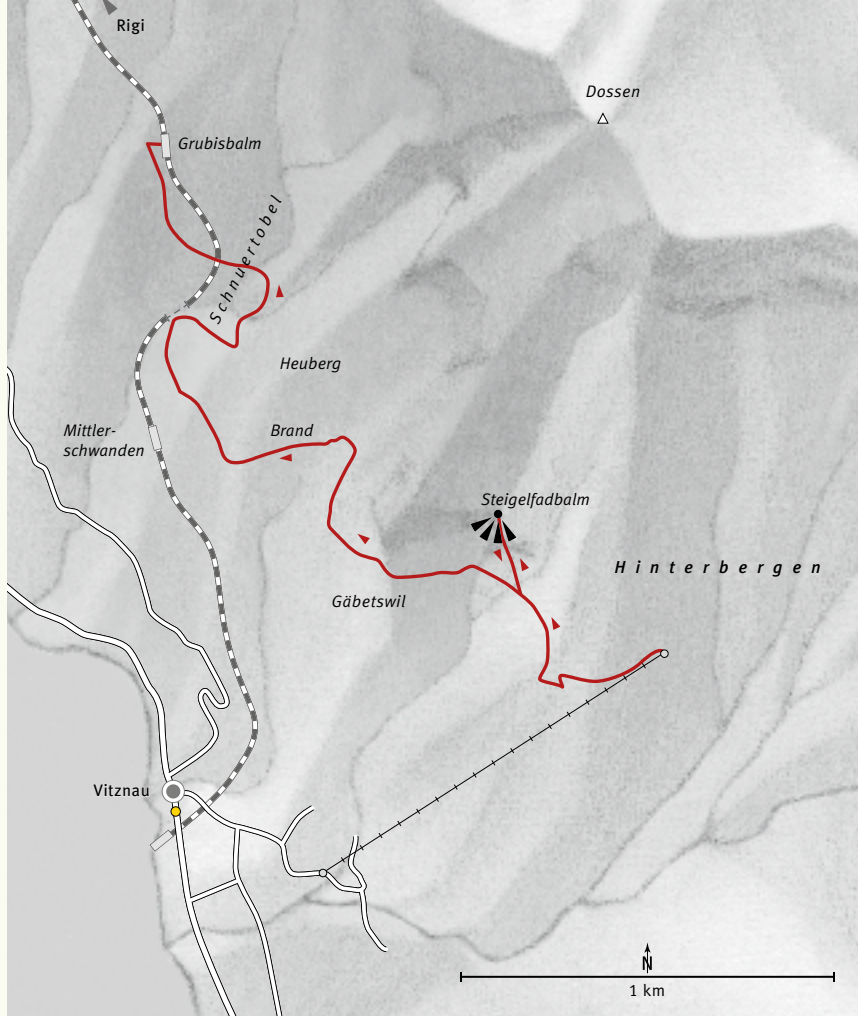 Rigi
Dossen
Grubisbalm
Schnuertobel
Heuberg
Brand
Mittler-
schwanden
Steigelfadbalm
Hinterbergen
Gäbetswil
Vitznau
N
1 km